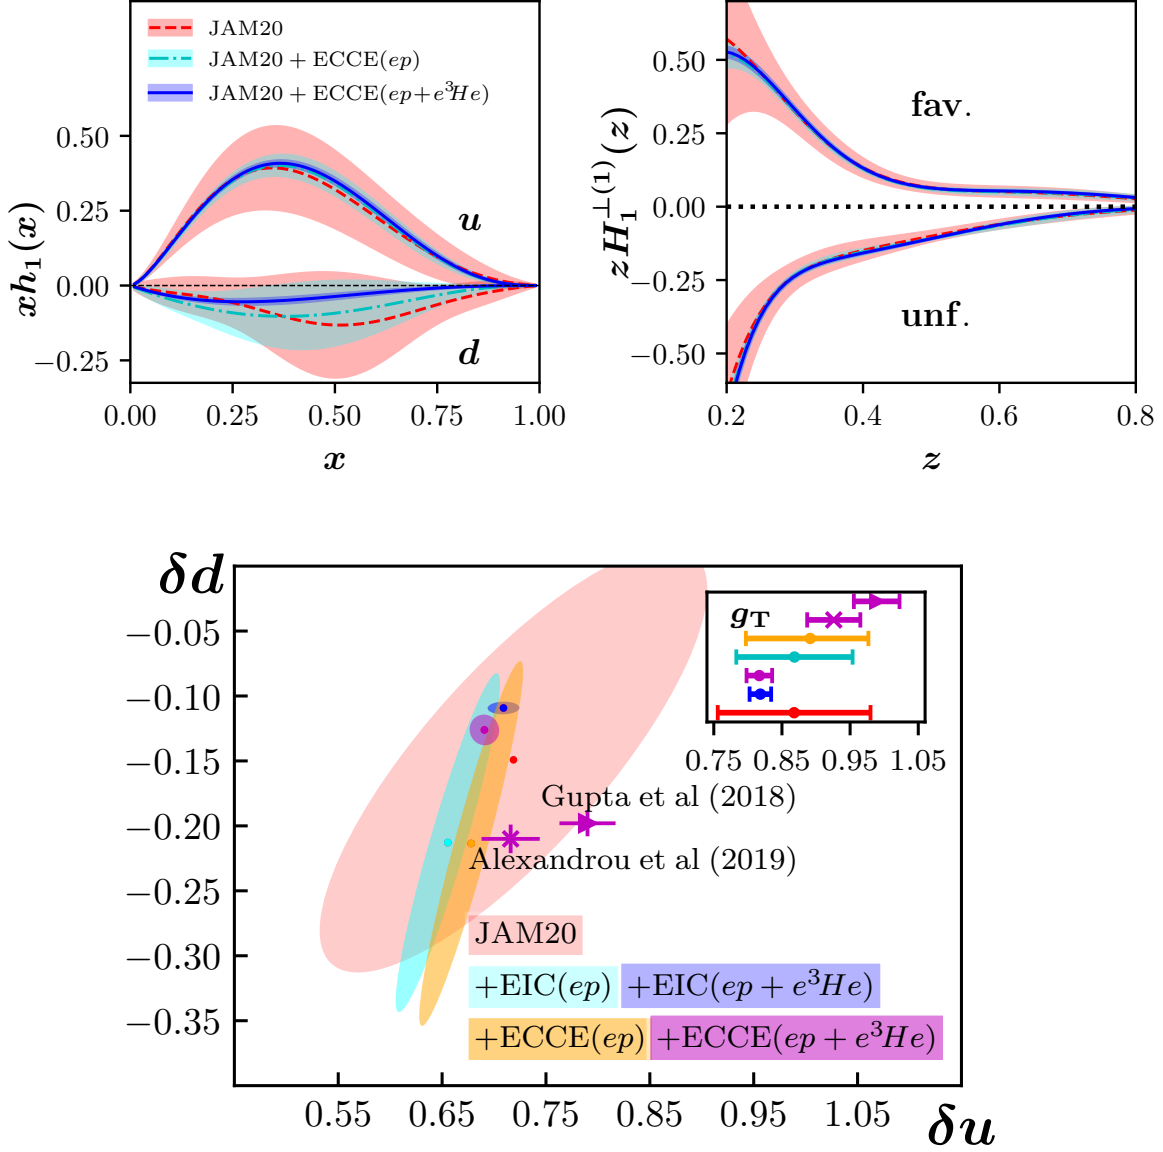 JAM20
JAM20 + ECCE(ep)
JAM20 + ECCE(ep+e³He)
xh₁(x)
0.50
0.25
0.00
−0.25
u
d
0.00 0.25 0.50 0.75 1.00
x
zH₁^⊥(1)(z)
0.50
0.25
0.00
−0.25
−0.50
fav.
unf.
0.2 0.4 0.6 0.8
z
δd
−0.05
−0.10
−0.15
−0.20
−0.25
−0.30
−0.35
g_T
0.75 0.85 0.95 1.05
Gupta et al (2018)
Alexandrou et al (2019)
JAM20
+EIC(ep) +EIC(ep + e³He)
+ECCE(ep) +ECCE(ep + e³He)
0.55 0.65 0.75 0.85 0.95 1.05
δu